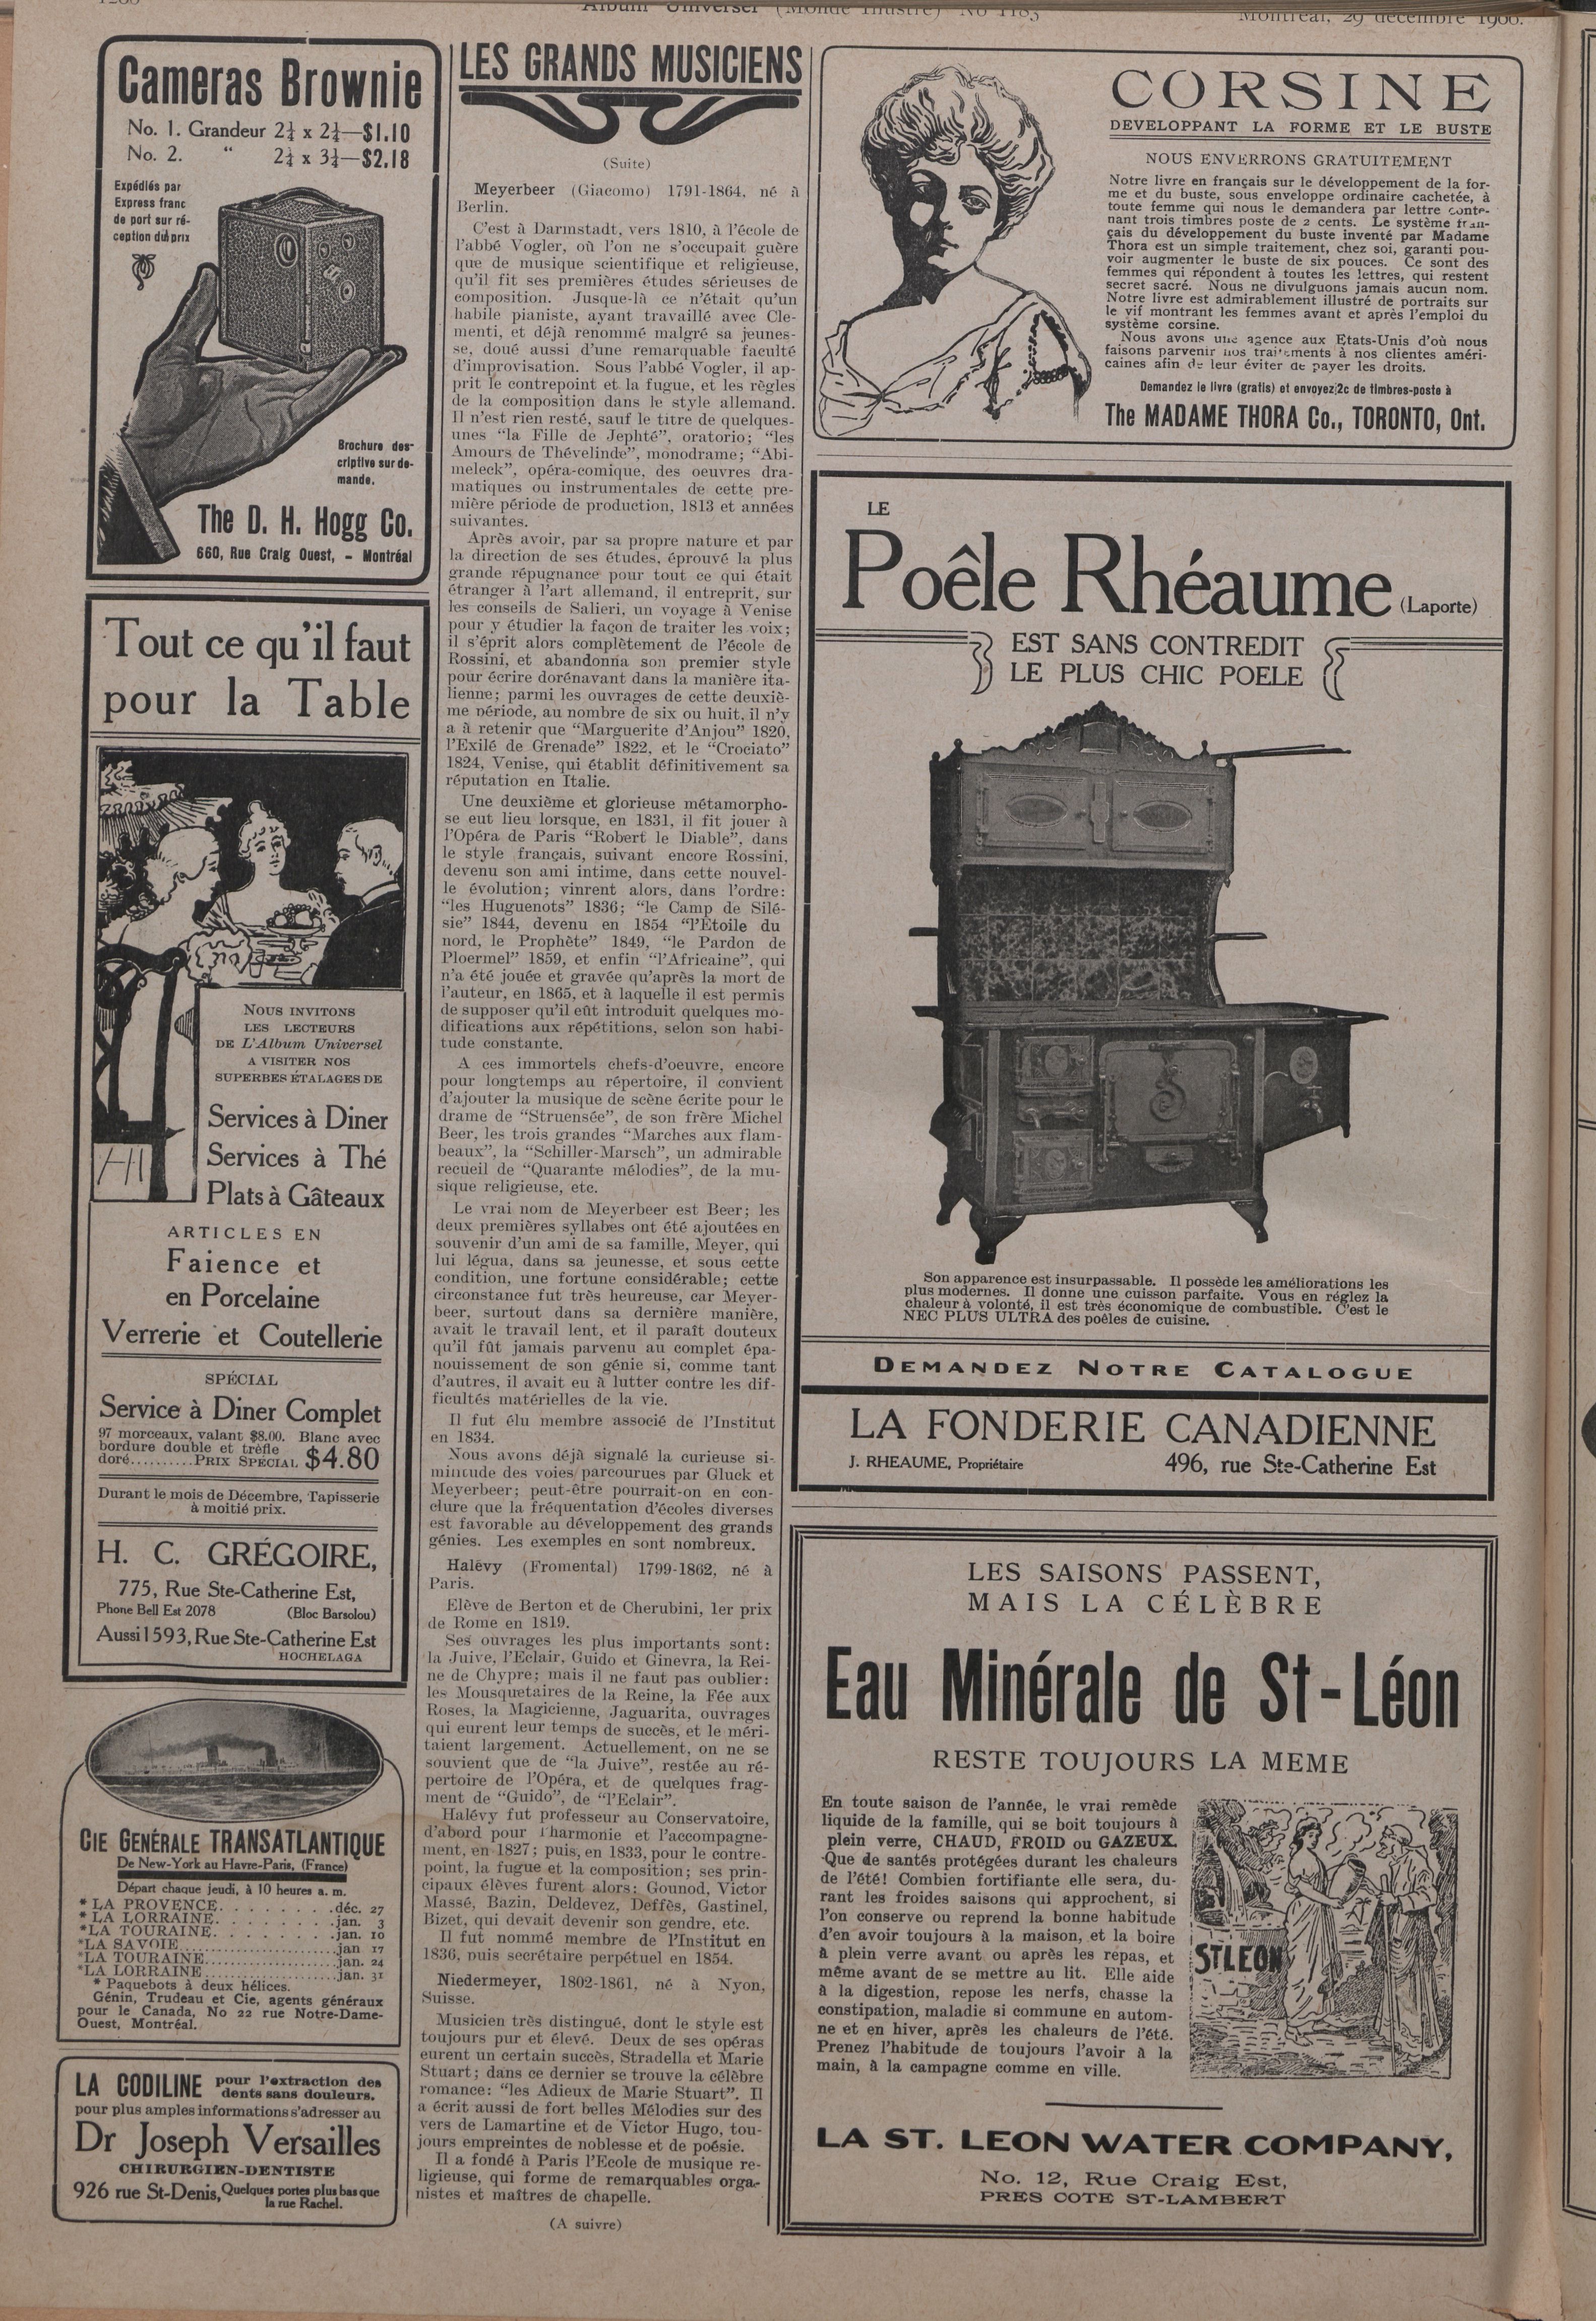 Album Universel (Monde Illustré) No 1183
Montréal, 29 décembre 1906.
Cameras Brownie
No. 1. Grandeur 2¼ x 2¼—$1.10
No. 2. “ 2¼ x 3¼—$2.18
Expédiés par
Express franc
de port sur ré-
ception du prix
Brochure des-
criptive sur de-
mande.
The D. H. Hogg Co.
660, Rue Craig Ouest, - Montréal
Tout ce qu'il faut
pour la Table
NOUS INVITONS
LES LECTEURS
DE L'Album Universel
A VISITER NOS
SUPERBES ÉTALAGES DE
Services à Diner
Services à Thé
Plats à Gâteaux
ARTICLES EN
Faience et
en Porcelaine
Verrerie et Coutellerie
SPÉCIAL
Service à Diner Complet
97 morceaux, valant $8.00. Blanc avec
bordure double et trèfle
doré..........PRIX SPÉCIAL $4.80
Durant le mois de Décembre, Tapisserie
à moitié prix.
H. C. GRÉGOIRE,
775, Rue Ste-Catherine Est,
Phone Bell Est 2078 (Bloc Barsolou)
Aussi 1593, Rue Ste-Catherine Est
HOCHELAGA
CIE GENÉRALE TRANSATLANTIQUE
De New-York au Havre-Paris, (France)
Départ chaque jeudi, à 10 heures a. m.
* LA PROVENCE. . . . . . . . .déc. 27
* LA LORRAINE. . . . . . . . .jan. 3
*LA TOURAINE. . . . . . . . .jan. 10
*LA SAVOIE........................jan 17
*LA TOURAINE....................jan. 24
*LA LORRAINE....................jan. 31
* Paquebots à deux hélices.
Génin, Trudeau et Cie, agents généraux
pour le Canada, No 22 rue Notre-Dame-
Ouest, Montréal.
LA CODILINE pour l'extraction des
dents sans douleurs.
pour plus amples informations s'adresser au
Dr Joseph Versailles
CHIRURGIEN-DENTISTE
926 rue St-Denis, Quelques portes plus bas que
la rue Rachel.
LES GRANDS MUSICIENS
(Suite)
Meyerbeer (Giacomo) 1791-1864, né à
Berlin.
C'est à Darmstadt, vers 1810, à l'école de
l'abbé Vogler, où l'on ne s'occupait guère
que de musique scientifique et religieuse,
qu'il fit ses premières études sérieuses de
composition. Jusque-là ce n'était qu'un
habile pianiste, ayant travaillé avec Cle-
menti, et déjà renommé malgré sa jeunes-
se, doué aussi d'une remarquable faculté
d'improvisation. Sous l'abbé Vogler, il ap-
prit le contrepoint et la fugue, et les règles
de la composition dans le style allemand.
Il n'est rien resté, sauf le titre de quelques-
unes “la Fille de Jephté”, oratorio; “les
Amours de Thévelinde”, monodrame; “Abi-
meleck”, opéra-comique, des oeuvres dra-
matiques ou instrumentales de cette pre-
mière période de production, 1813 et années
suivantes.
Après avoir, par sa propre nature et par
la direction de ses études, éprouvé la plus
grande répugnance pour tout ce qui était
étranger à l'art allemand, il entreprit, sur
les conseils de Salieri, un voyage à Venise
pour y étudier la façon de traiter les voix;
il s'éprit alors complètement de l'école de
Rossini, et abandonna son premier style
pour écrire dorénavant dans la manière ita-
lienne; parmi les ouvrages de cette deuxiè-
me période, au nombre de six ou huit, il n'y
a à retenir que “Marguerite d'Anjou” 1820,
l'Exilé de Grenade” 1822, et le “Crociato”
1824, Venise, qui établit définitivement sa
réputation en Italie.
Une deuxième et glorieuse métamorpho-
se eut lieu lorsque, en 1831, il fit jouer à
l'Opéra de Paris “Robert le Diable”, dans
le style français, suivant encore Rossini,
devenu son ami intime, dans cette nouvel-
le évolution; vinrent alors, dans l'ordre:
“les Huguenots” 1836; “le Camp de Silé-
sie” 1844, devenu en 1854 “l'Etoile du
nord, le Prophète” 1849, “le Pardon de
Ploermel” 1859, et enfin “l'Africaine”, qui
n'a été jouée et gravée qu'après la mort de
l'auteur, en 1865, et à laquelle il est permis
de supposer qu'il eût introduit quelques mo-
difications aux répétitions, selon son habi-
tude constante.
A ces immortels chefs-d'oeuvre, encore
pour longtemps au répertoire, il convient
d'ajouter la musique de scène écrite pour le
drame de “Struensée”, de son frère Michel
Beer, les trois grandes “Marches aux flam-
beaux”, la “Schiller-Marsch”, un admirable
recueil de “Quarante mélodies”, de la mu-
sique religieuse, etc.
Le vrai nom de Meyerbeer est Beer; les
deux premières syllabes ont été ajoutées en
souvenir d'un ami de sa famille, Meyer, qui
lui légua, dans sa jeunesse, et sous cette
condition, une fortune considérable; cette
circonstance fut très heureuse, car Meyer-
beer, surtout dans sa dernière manière,
avait le travail lent, et il paraît douteux
qu'il fût jamais parvenu au complet épa-
nouissement de son génie si, comme tant
d'autres, il avait eu à lutter contre les dif-
ficultés matérielles de la vie.
Il fut élu membre associé de l'Institut
en 1834.
Nous avons déjà signalé la curieuse si-
mintude des voies parcourues par Gluck et
Meyerbeer; peut-être pourrait-on en con-
clure que la fréquentation d'écoles diverses
est favorable au développement des grands
génies. Les exemples en sont nombreux.
Halévy (Fromental) 1799-1862, né à
Paris.
Elève de Berton et de Cherubini, 1er prix
de Rome en 1819.
Ses ouvrages les plus importants sont:
la Juive, l'Eclair, Guido et Ginevra, la Rei-
ne de Chypre; mais il ne faut pas oublier:
les Mousquetaires de la Reine, la Fée aux
Roses, la Magicienne, Jaguarita, ouvrages
qui eurent leur temps de succès, et le méri-
taient largement. Actuellement, on ne se
souvient que de “la Juive”, restée au ré-
pertoire de l'Opéra, et de quelques frag-
ment de “Guido”, de “l'Eclair”.
Halévy fut professeur au Conservatoire,
d'abord pour l'harmonie et l'accompagne-
ment, en 1827; puis, en 1833, pour le contre-
point, la fugue et la composition; ses prin-
cipaux élèves furent alors: Gounod, Victor
Massé, Bazin, Deldevez, Deffès, Gastinel,
Bizet, qui devait devenir son gendre, etc.
Il fut nommé membre de l'Institut en
1836, puis secrétaire perpétuel en 1854.
Niedermeyer, 1802-1861, né à Nyon,
Suisse.
Musicien très distingué, dont le style est
toujours pur et élevé. Deux de ses opéras
eurent un certain succès, Stradella et Marie
Stuart; dans ce dernier se trouve la célèbre
romance: “les Adieux de Marie Stuart”. Il
a écrit aussi de fort belles Mélodies sur des
vers de Lamartine et de Victor Hugo, tou-
jours empreintes de noblesse et de poésie.
Il a fondé à Paris l'Ecole de musique re-
ligieuse, qui forme de remarquables orga-
nistes et maîtres de chapelle.
(A suivre)
CORSINE
DEVELOPPANT LA FORME ET LE BUSTE
NOUS ENVERRONS GRATUITEMENT
Notre livre en français sur le développement de la for-
me et du buste, sous enveloppe ordinaire cachetée, à
toute femme qui nous le demandera par lettre conte-
nant trois timbres poste de 2 cents. Le système fran-
çais du développement du buste inventé par Madame
Thora est un simple traitement, chez soi, garanti pou-
voir augmenter le buste de six pouces. Ce sont des
femmes qui répondent à toutes les lettres, qui restent
secret sacré. Nous ne divulguons jamais aucun nom.
Notre livre est admirablement illustré de portraits sur
le vif montrant les femmes avant et après l'emploi du
système corsine.
Nous avons une agence aux Etats-Unis d'où nous
faisons parvenir nos traitements à nos clientes améri-
caines afin de leur éviter de payer les droits.
Demandez le livre (gratis) et envoyez 2c de timbres-poste à
The MADAME THORA Co., TORONTO, Ont.
LE
Poêle Rhéaume (Laporte)
EST SANS CONTREDIT
LE PLUS CHIC POELE
Son apparence est insurpassable. Il possède les améliorations les
plus modernes. Il donne une cuisson parfaite. Vous en réglez la
chaleur à volonté, il est très économique de combustible. C'est le
NEC PLUS ULTRA des poêles de cuisine.
DEMANDEZ NOTRE CATALOGUE
LA FONDERIE CANADIENNE
J. RHEAUME, Propriétaire 496, rue Ste-Catherine Est
LES SAISONS PASSENT,
MAIS LA CÉLÈBRE
Eau Minérale de St-Léon
RESTE TOUJOURS LA MEME
En toute saison de l'année, le vrai remède
liquide de la famille, qui se boit toujours à
plein verre, CHAUD, FROID ou GAZEUX.
Que de santés protégées durant les chaleurs
de l'été! Combien fortifiante elle sera, du-
rant les froides saisons qui approchent, si
l'on conserve ou reprend la bonne habitude
d'en avoir toujours à la maison, et la boire
à plein verre avant ou après les repas, et
même avant de se mettre au lit. Elle aide
à la digestion, repose les nerfs, chasse la
constipation, maladie si commune en autom-
ne et en hiver, après les chaleurs de l'été.
Prenez l'habitude de toujours l'avoir à la
main, à la campagne comme en ville.
ST LEON
LA ST. LEON WATER COMPANY,
No. 12, Rue Craig Est,
PRES COTE ST-LAMBERT